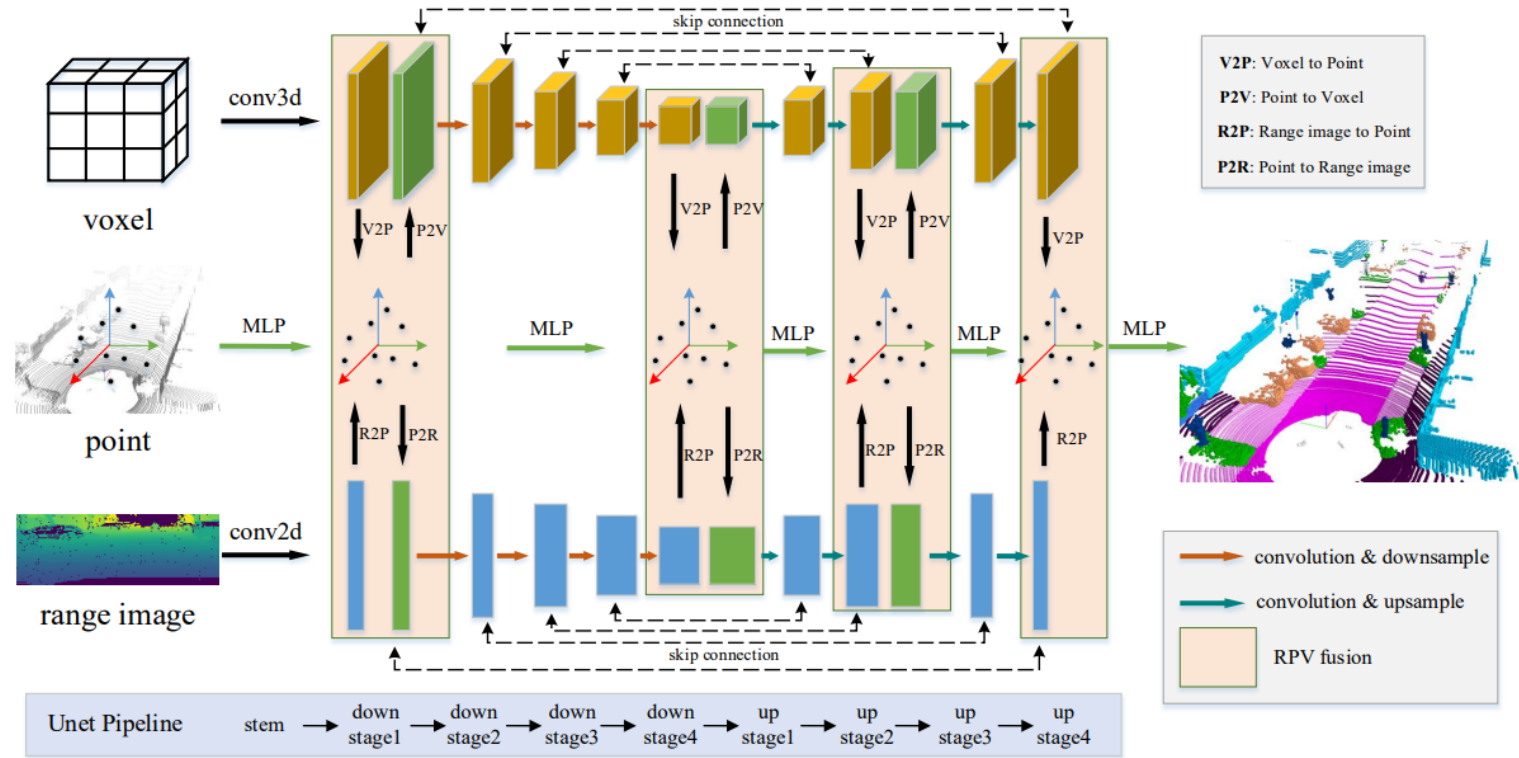 skip connection
V2P: Voxel to Point
P2V: Point to Voxel
R2P: Range image to Point
P2R: Point to Range image
conv3d
voxel
V2P P2V V2P P2V V2P P2V V2P
MLP MLP MLP MLP MLP
point
R2P P2R R2P P2R R2P P2R R2P
conv2d
range image
skip connection
convolution & downsample
convolution & upsample
RPV fusion
Unet Pipeline
stem
down
stage1
down
stage2
down
stage3
down
stage4
up
stage1
up
stage2
up
stage3
up
stage4